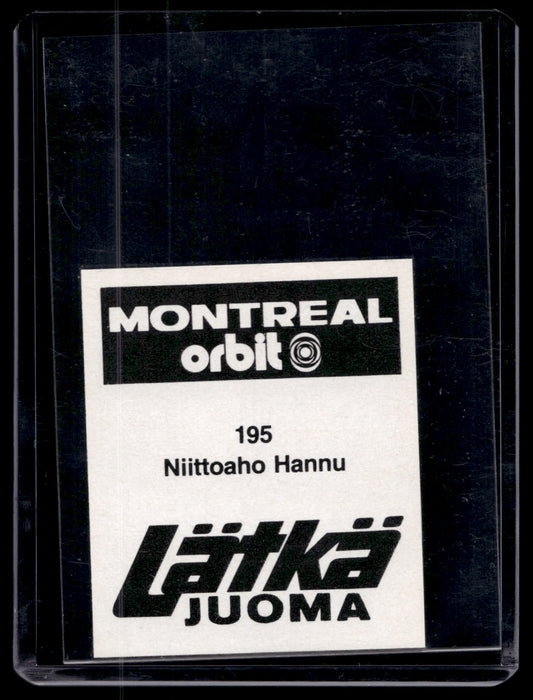 MONTREAL
orbit
195
Niittoaho Hannu
Lätkä
JUOMA